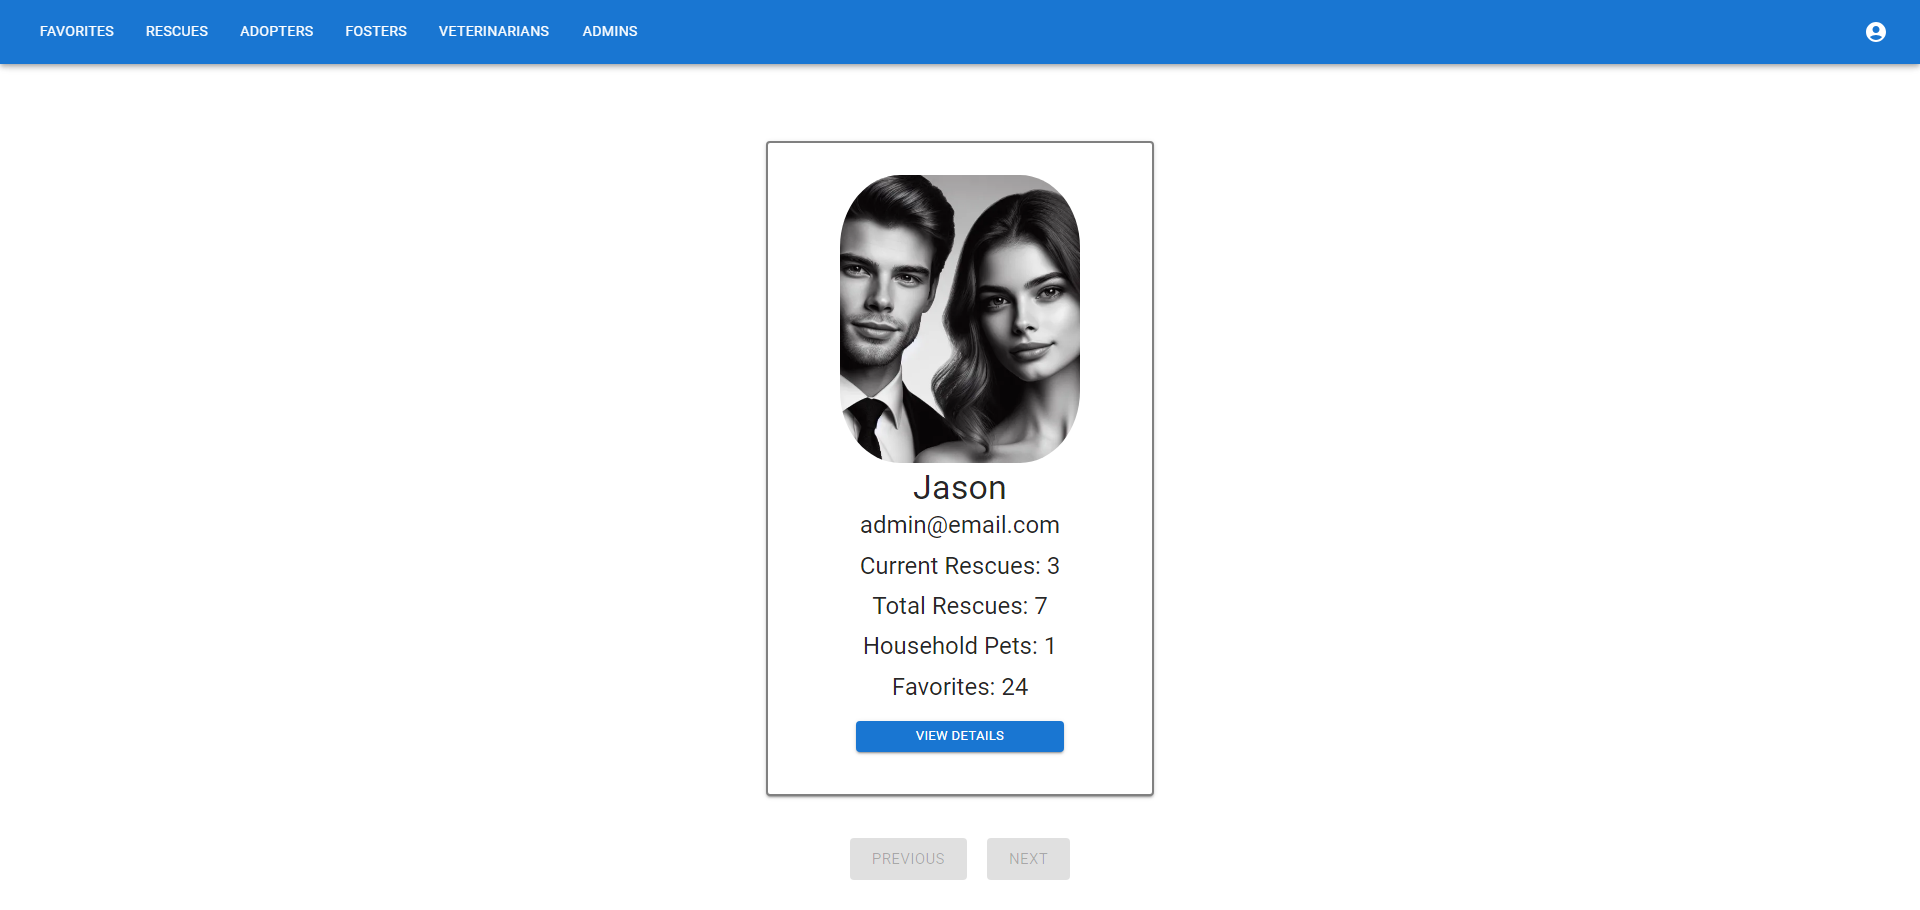 FAVORITES RESCUES ADOPTERS FOSTERS VETERINARIANS ADMINS
Jason
admin@email.com
Current Rescues: 3
Total Rescues: 7
Household Pets: 1
Favorites: 24
VIEW DETAILS
PREVIOUS NEXT